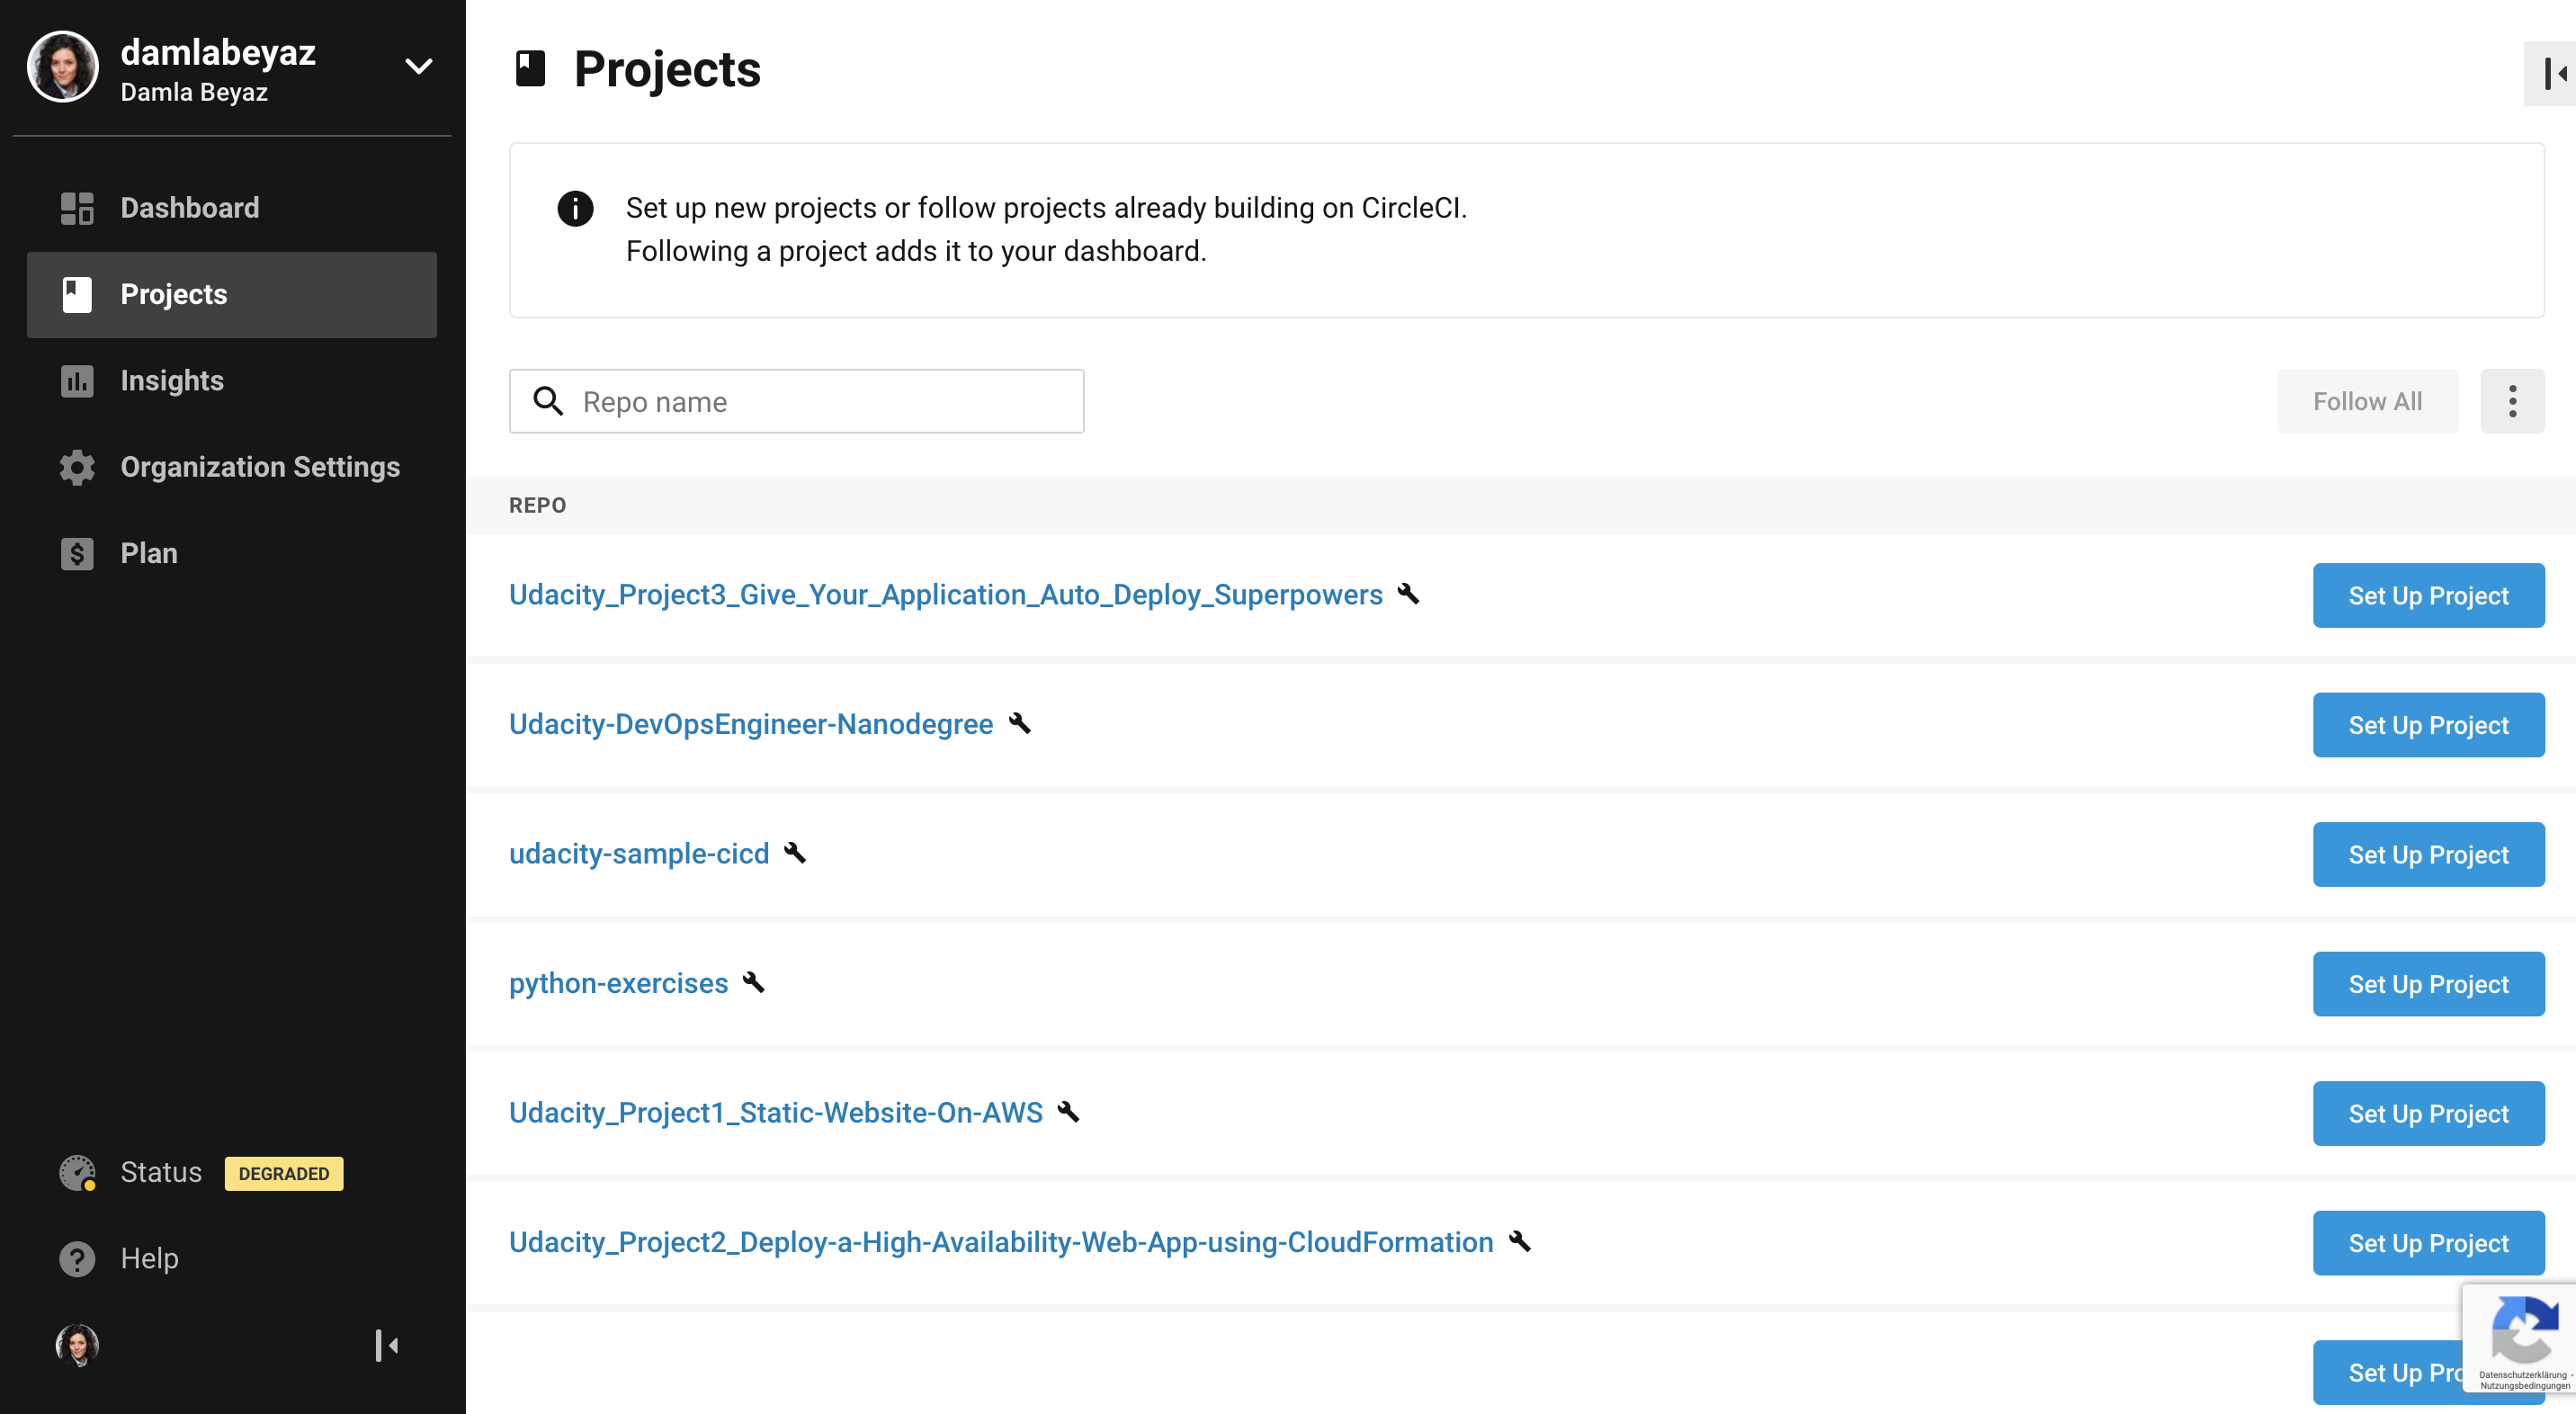 damlabeyaz
Damla Beyaz
Dashboard
Projects
Insights
Organization Settings
Plan
Status DEGRADED
Help
Projects
Set up new projects or follow projects already building on CircleCI.
Following a project adds it to your dashboard.
Repo name
Follow All
REPO
Udacity_Project3_Give_Your_Application_Auto_Deploy_Superpowers Set Up Project
Udacity-DevOpsEngineer-Nanodegree Set Up Project
udacity-sample-cicd Set Up Project
python-exercises Set Up Project
Udacity_Project1_Static-Website-On-AWS Set Up Project
Udacity_Project2_Deploy-a-High-Availability-Web-App-using-CloudFormation Set Up Project
Set Up Pro
Datenschutzerklärung -
Nutzungsbedingungen